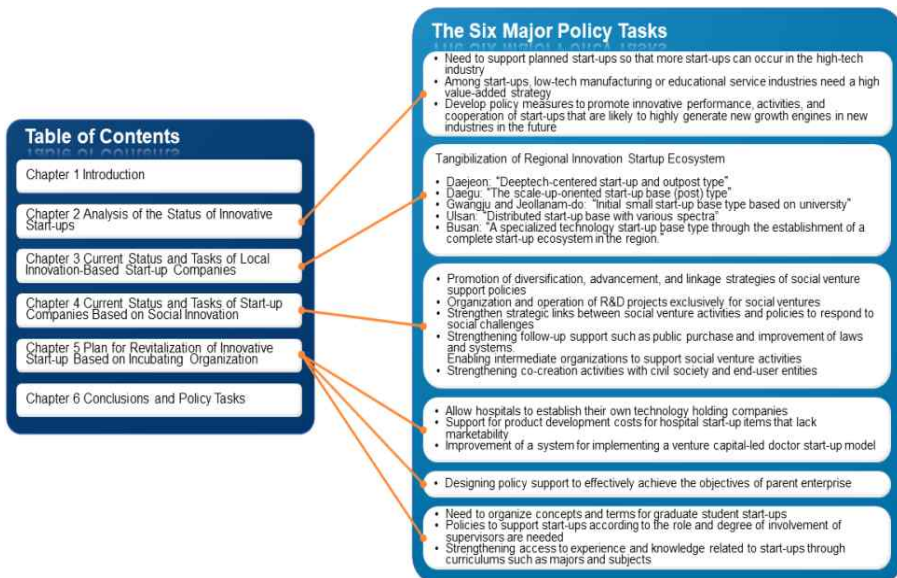 Table of Contents
Chapter 1 Introduction
Chapter 2 Analysis of the Status of Innovative
Start-ups
Chapter 3 Current Status and Tasks of Local
Innovation-Based Start-up Companies
Chapter 4 Current Status and Tasks of Start-up
Companies Based on Social Innovation
Chapter 5 Plan for Revitalization of Innovative
Start-up Based on Incubating Organization
Chapter 6 Conclusions and Policy Tasks
The Six Major Policy Tasks
• Need to support planned start-ups so that more start-ups can occur in the high-tech
industry
• Among start-ups, low-tech manufacturing or educational service industries need a high
value-added strategy
• Develop policy measures to promote innovative performance, activities, and
cooperation of start-ups that are likely to highly generate new growth engines in new
industries in the future
Tangibilization of Regional Innovation Startup Ecosystem
• Daejeon: “Deeptech-centered start-up and outpost type”
• Daegu: “The scale-up-oriented start-up base (post) type”
• Gwangju and Jeollanam-do: “Initial small start-up base type based on university”
• Ulsan: “Distributed start-up base with various spectra”
• Busan: “A specialized technology start-up base type through the establishment of a
complete start-up ecosystem in the region.”
• Promotion of diversification, advancement, and linkage strategies of social venture
support policies
• Organization and operation of R&D projects exclusively for social ventures
• Strengthen strategic links between social venture activities and policies to respond to
social challenges
• Strengthening follow-up support such as public purchase and improvement of laws
and systems.
Enabling intermediate organizations to support social venture activities
• Strengthening co-creation activities with civil society and end-user entities
• Allow hospitals to establish their own technology holding companies
• Support for product development costs for hospital start-up items that lack
marketability
• Improvement of a system for implementing a venture capital-led doctor start-up model
• Designing policy support to effectively achieve the objectives of parent enterprise
• Need to organize concepts and terms for graduate student start-ups
• Policies to support start-ups according to the role and degree of involvement of
supervisors are needed
• Strengthening access to experience and knowledge related to start-ups through
curriculums such as majors and subjects